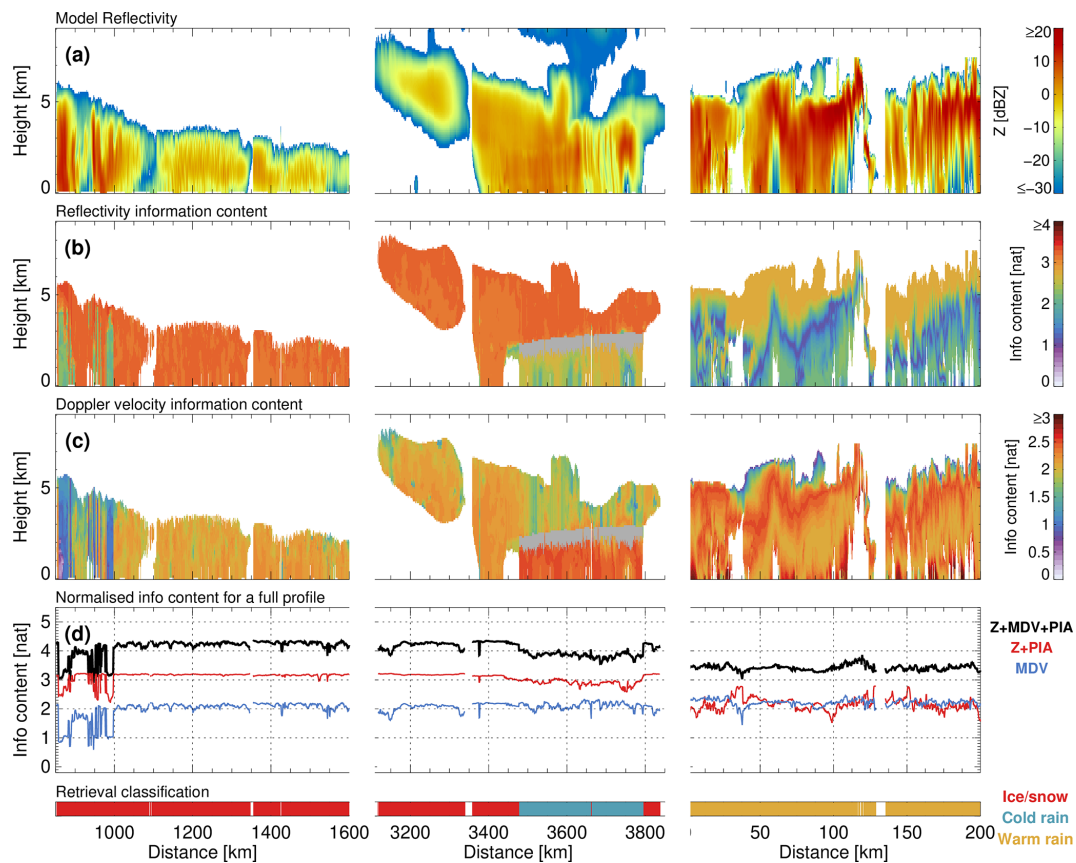 Model Reflectivity
(a)
Height [km]
5
0
Z [dBZ]
≥20
10
0
−10
−20
≤−30
Reflectivity information content
(b)
Height [km]
5
0
Info content [nat]
≥4
3
2
1
0
Doppler velocity information content
(c)
Height [km]
5
0
Info content [nat]
≥3
2.5
2
1.5
1
0.5
0
Normalised info content for a full profile
(d)
Info content [nat]
5
4
3
2
1
0
Z+MDV+PIA
Z+PIA
MDV
Retrieval classification
Ice/snow
Cold rain
Warm rain
1000 1200 1400 1600
3200 3400 3600 3800
50 100 150 200
Distance [km]
Distance [km]
Distance [km]